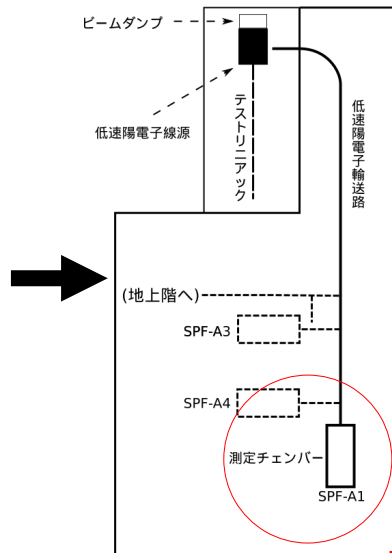 ビームダンプ
低速陽電子線源
テストリニアック
低速陽電子輸送路
(地上階へ)
SPF-A3
SPF-A4
測定チェンバー
SPF-A1